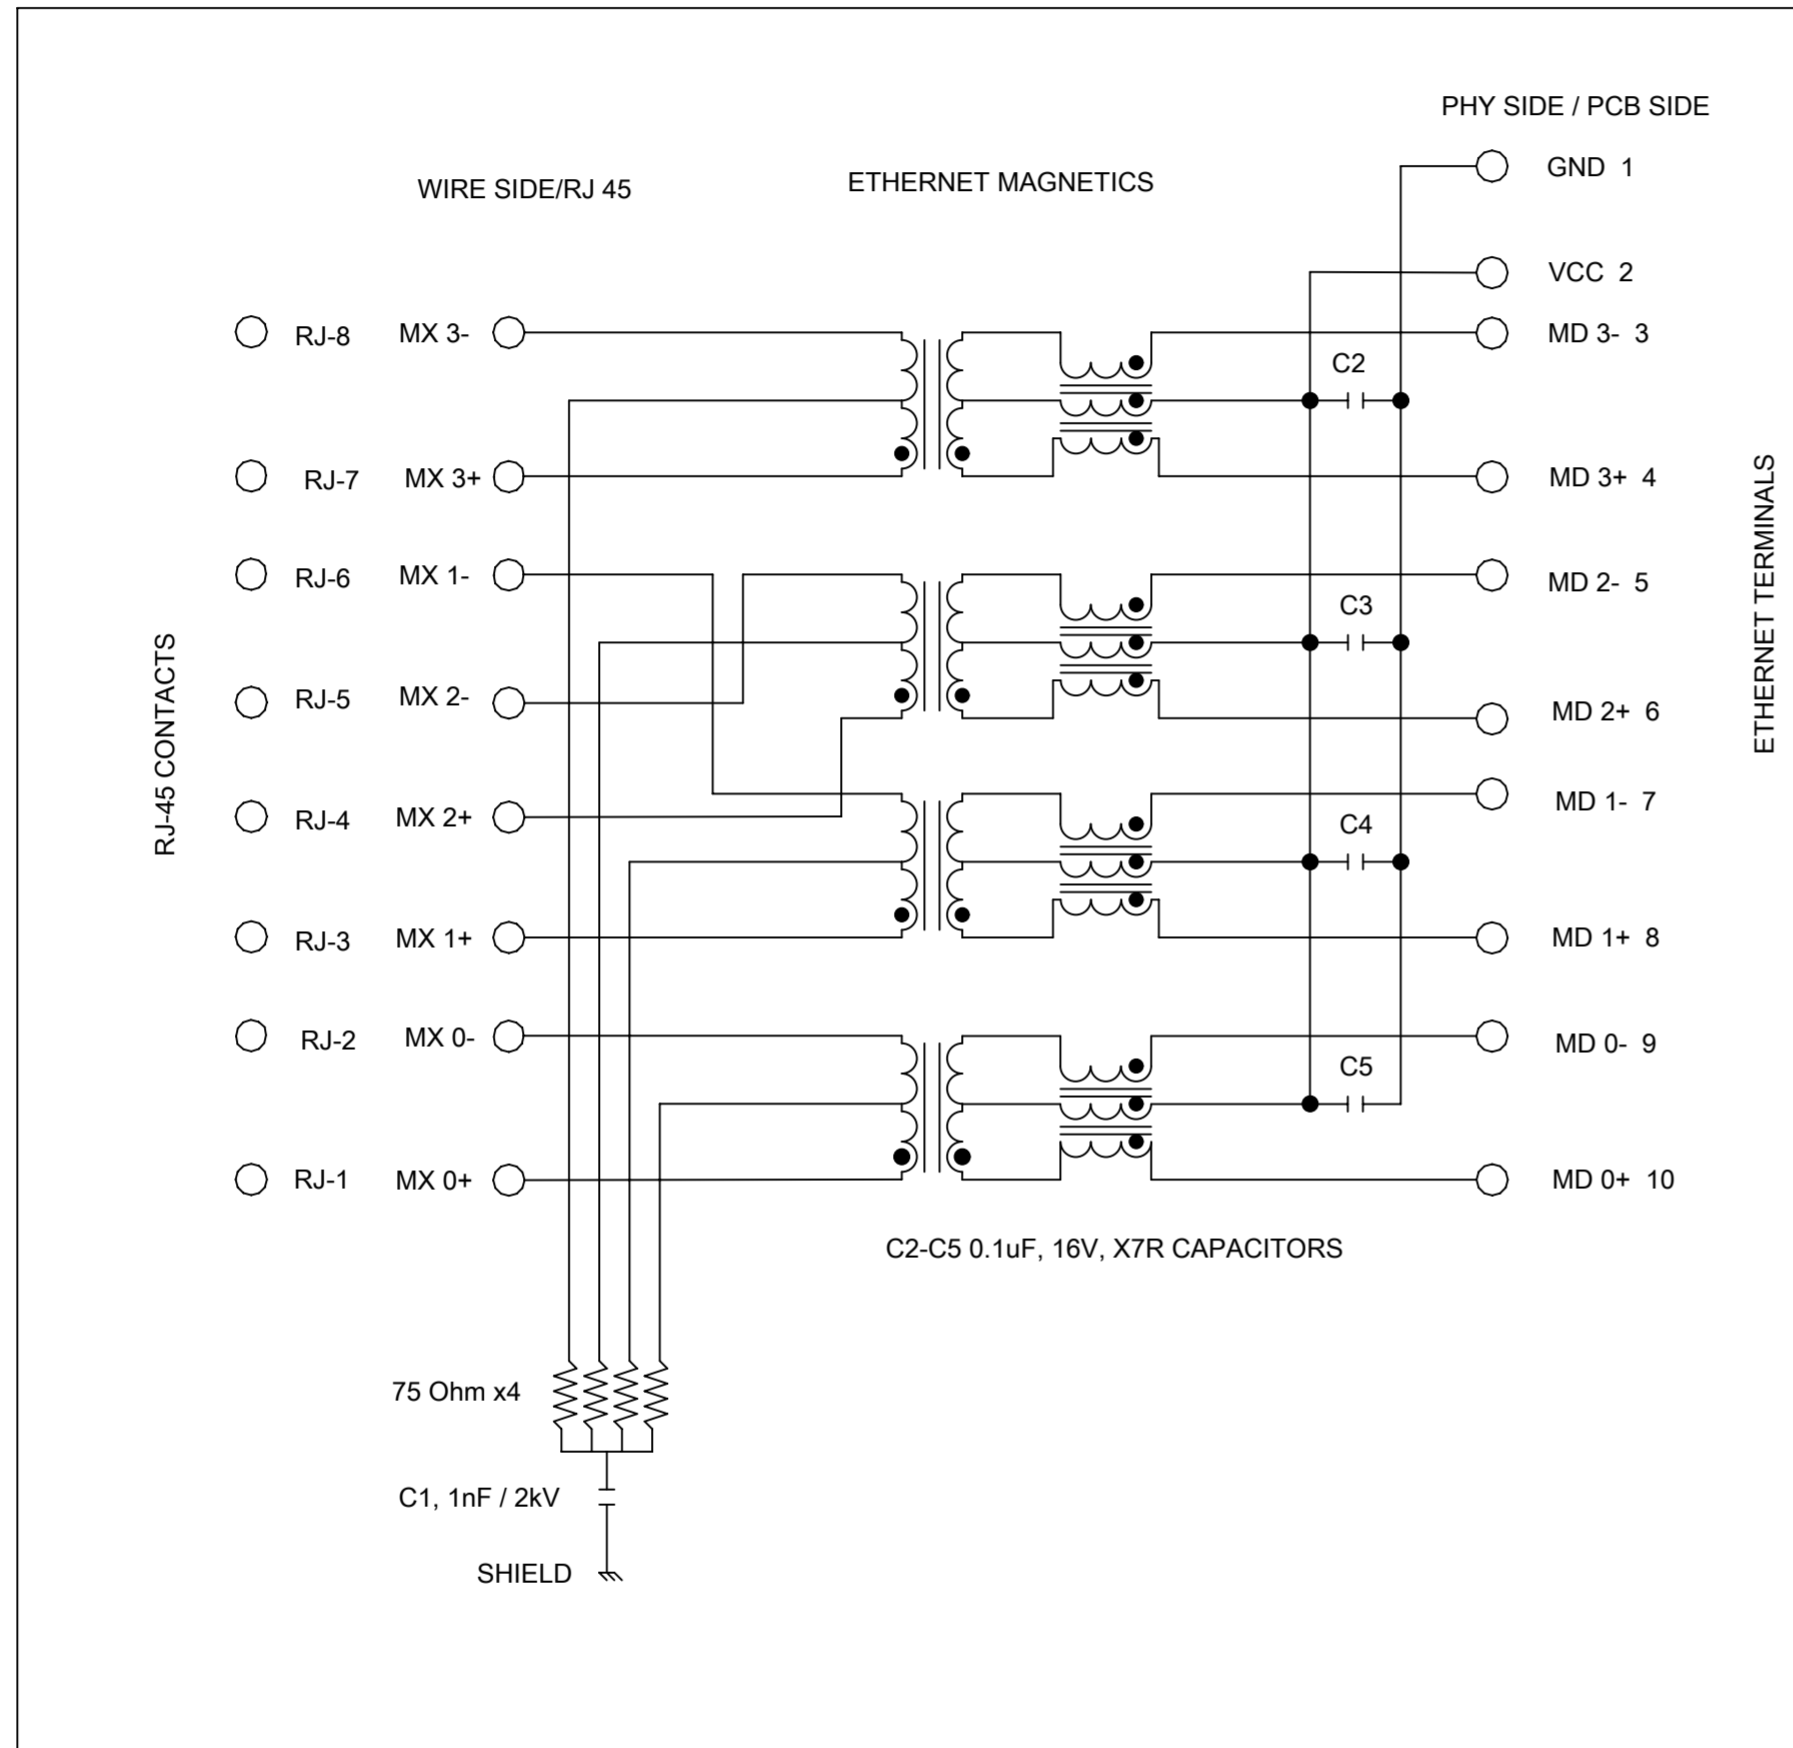 PHY SIDE / PCB SIDE
GND 1
WIRE SIDE/RJ 45
ETHERNET MAGNETICS
VCC 2
RJ-8 MX 3-
MD 3- 3
C2
RJ-7 MX 3+
MD 3+ 4
RJ-6 MX 1-
MD 2- 5
C3
RJ-5 MX 2-
MD 2+ 6
RJ-4 MX 2+
MD 1- 7
C4
RJ-3 MX 1+
MD 1+ 8
RJ-2 MX 0-
MD 0- 9
C5
RJ-1 MX 0+
MD 0+ 10
RJ-45 CONTACTS
ETHERNET TERMINALS
C2-C5 0.1uF, 16V, X7R CAPACITORS
75 Ohm x4
C1, 1nF / 2kV
SHIELD